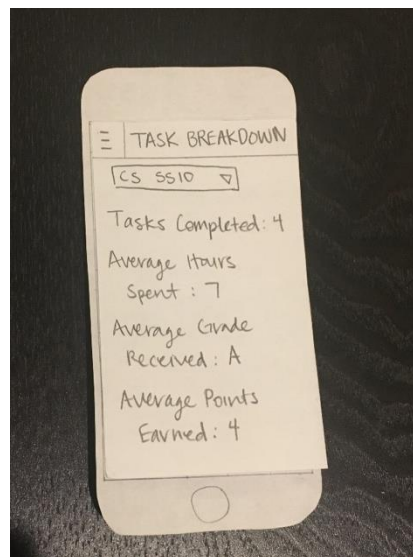 TASK BREAKDOWN
CS 5510
Tasks Completed: 4
Average Hours
Spent : 7
Average Grade
Received: A
Average Points
Earned: 4